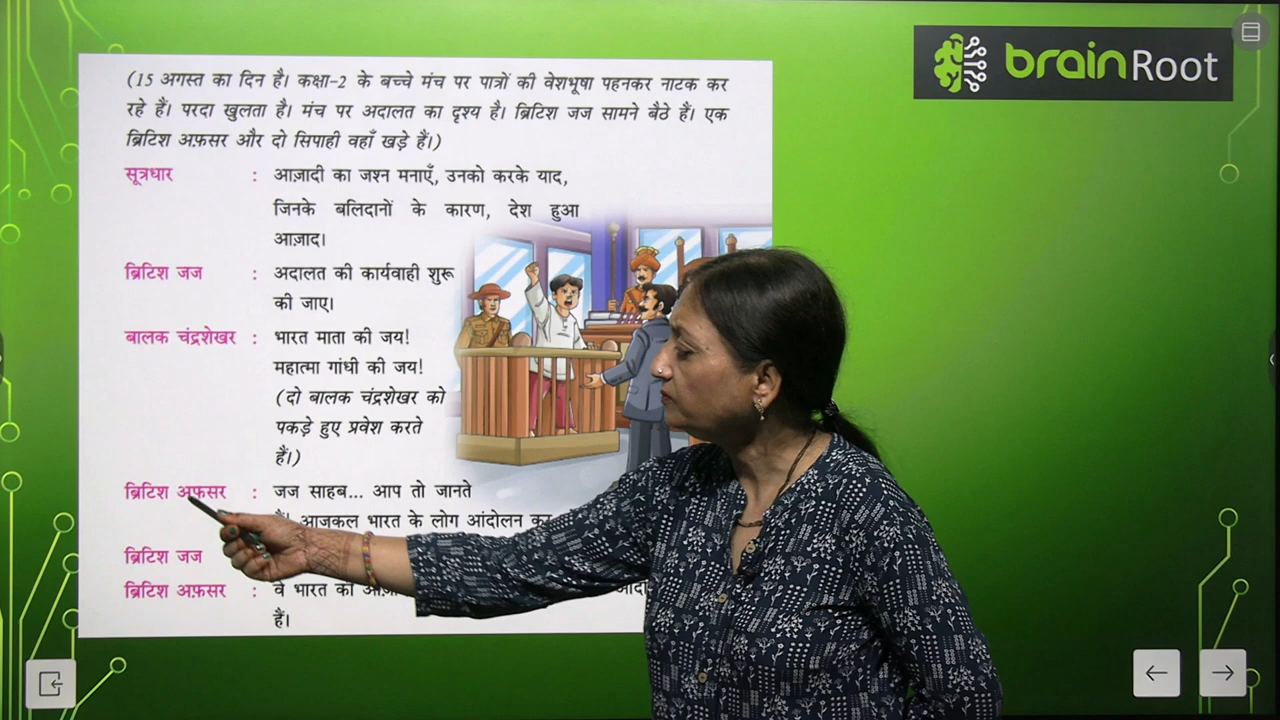 brainRoot
(15 अगस्त का दिन है। कक्षा-2 के बच्चे मंच पर पात्रों की वेशभूषा पहनकर नाटक कर
रहे हैं। परदा खुलता है। मंच पर अदालत का दृश्य है। ब्रिटिश जज सामने बैठे हैं। एक
ब्रिटिश अफ़सर और दो सिपाही वहाँ खड़े हैं।)
सूत्रधार : आज़ादी का जश्न मनाएँ, उनको करके याद,
जिनके बलिदानों के कारण, देश हुआ
आज़ाद।
ब्रिटिश जज : अदालत की कार्यवाही शुरू
की जाए।
बालक चंद्रशेखर : भारत माता की जय!
महात्मा गांधी की जय!
(दो बालक चंद्रशेखर को
पकड़े हुए प्रवेश करते
हैं।)
ब्रिटिश अफ़सर : जज साहब... आप तो जानते
आजकल भारत के लोग आंदोलन
ब्रिटिश जज
ब्रिटिश अफ़सर : वे भारत को
हैं।